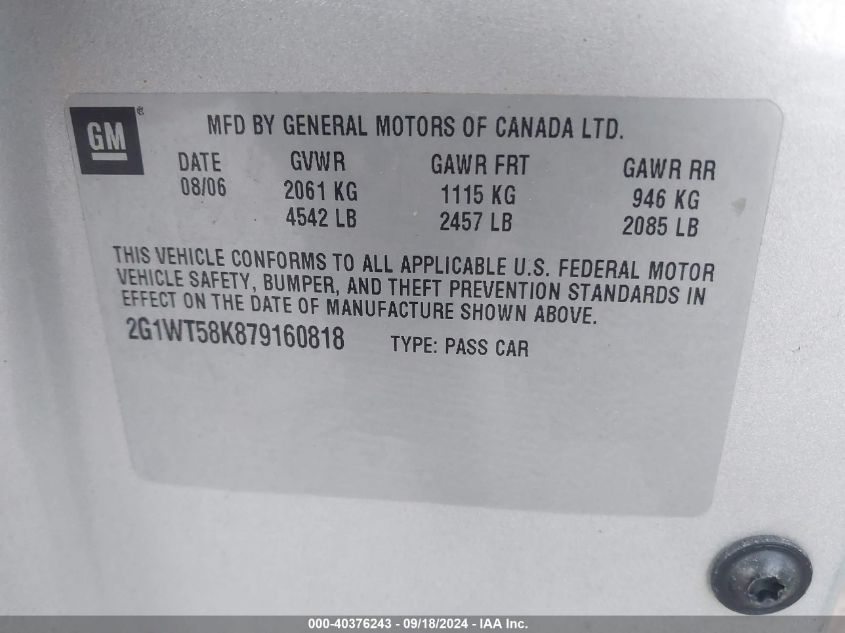 GM®
MFD BY GENERAL MOTORS OF CANADA LTD.
DATE GVWR GAWR FRT GAWR RR
08/06 2061 KG 1115 KG 946 KG
4542 LB 2457 LB 2085 LB
THIS VEHICLE CONFORMS TO ALL APPLICABLE U.S. FEDERAL MOTOR
VEHICLE SAFETY, BUMPER, AND THEFT PREVENTION STANDARDS IN
EFFECT ON THE DATE OF MANUFACTURE SHOWN ABOVE.
2G1WT58K879160818 TYPE: PASS CAR
000-40376243 - 09/18/2024 - IAA Inc.